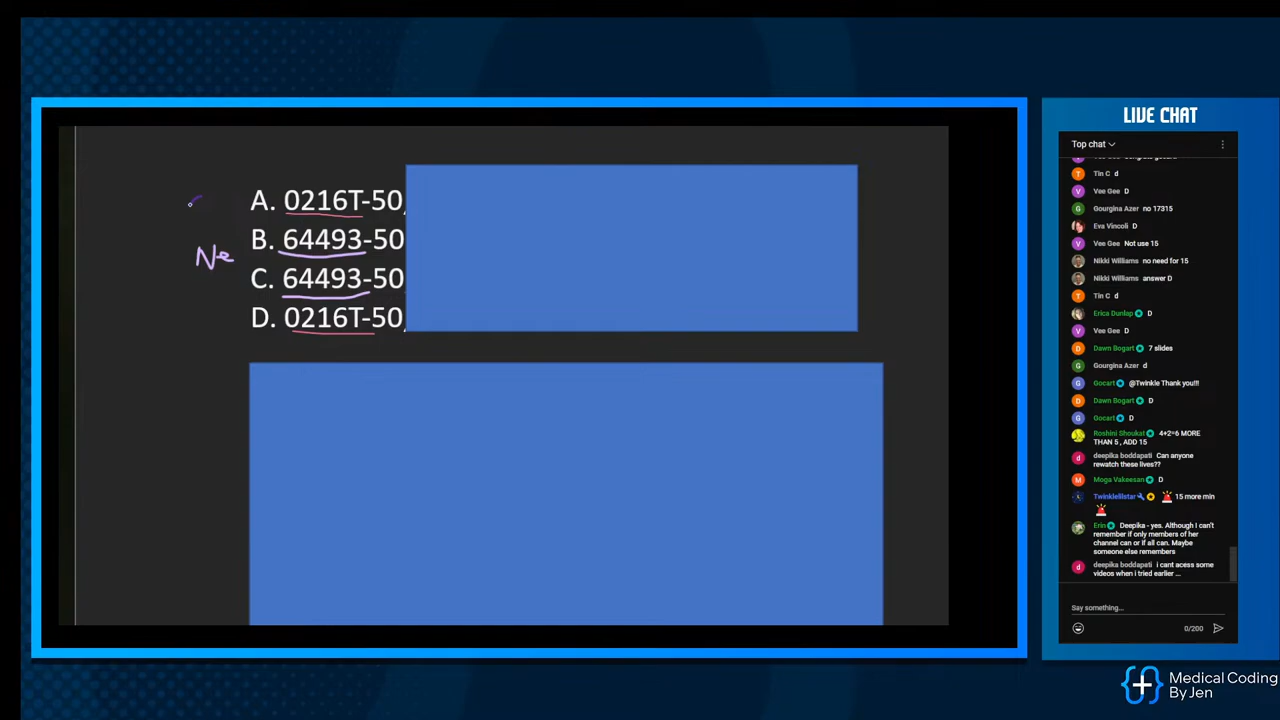 LIVE CHAT
Top chat
A. 0216T-50,
B. 64493-50
C. 64493-50
D. 0216T-50,
Ne
Tin C d
Vee Gee D
Gourgina Azer no 17315
Eva Vincoli D
Vee Gee Not use 15
Nikki Williams no need for 15
Nikki Williams answer D
Tin C d
Erica Dunlap D
Vee Gee D
Dawn Bogart 7 slides
Gourgina Azer d
Gocart @Twinkle Thank you!!!
Dawn Bogart D
Gocart D
Roshini Shoukat 4+2=6 MORE
THAN 5 , ADD 15
deepika boddapati Can anyone
rewatch these lives??
Moga Vakeesan D
Twinklelilstar 15 more min
Erin Deepika - yes. Although I can't
remember if only members of her
channel can or if all can. Maybe
someone else remembers
deepika boddapati i cant acess some
videos when i tried earlier ...
Say something...
0/200
Medical Coding
By Jen